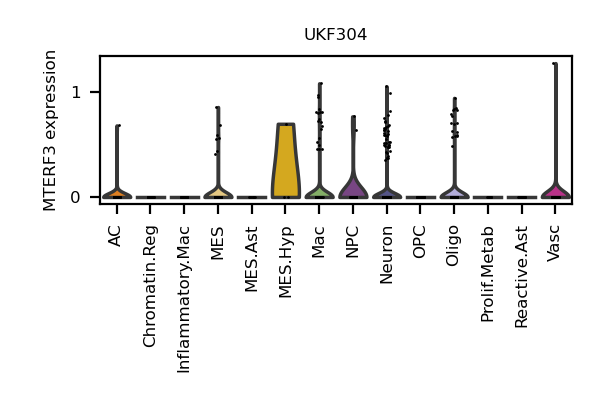 UKF304
MTERF3 expression
1
0
AC
Chromatin.Reg
Inflammatory.Mac
MES
MES.Ast
MES.Hyp
Mac
NPC
Neuron
OPC
Oligo
Prolif.Metab
Reactive.Ast
Vasc